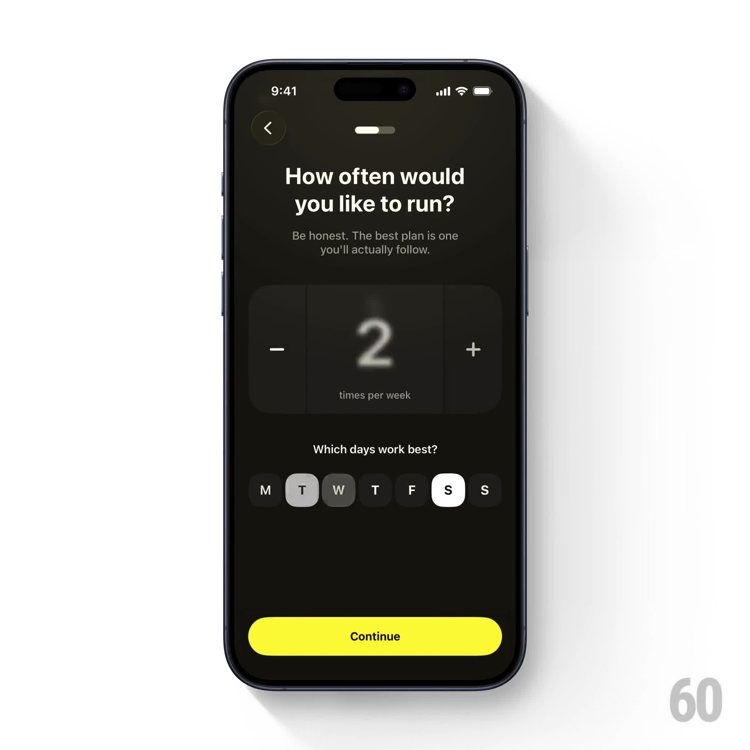 9:41
How often would
you like to run?
Be honest. The best plan is one
you'll actually follow.
− 2 +
times per week
Which days work best?
M T W T F S S
Continue
60